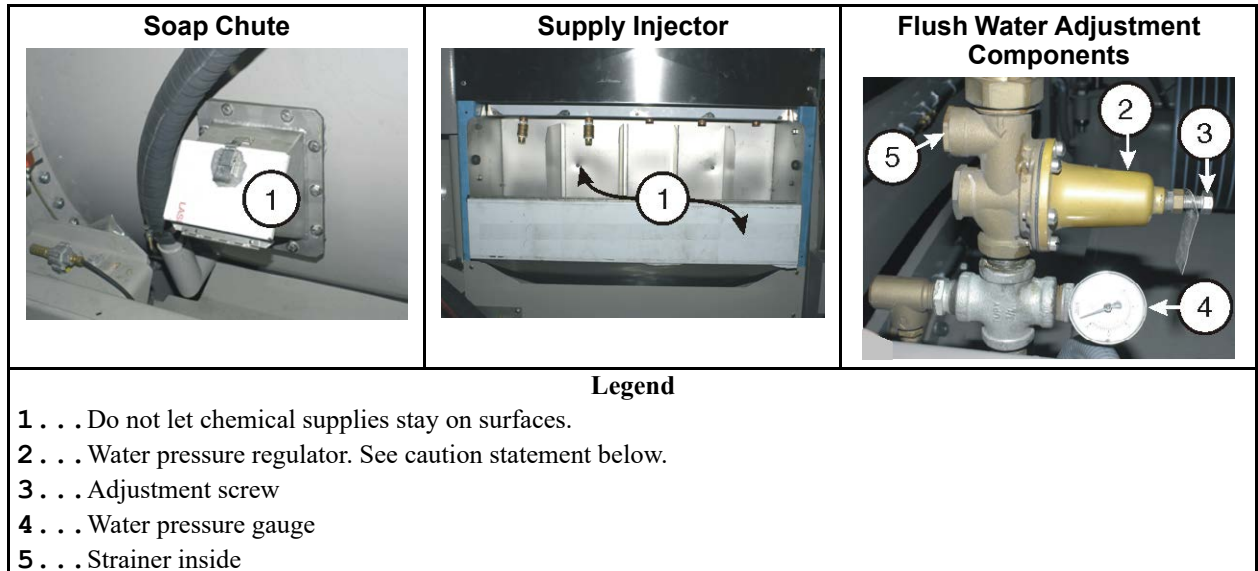 Soap Chute
Supply Injector
Flush Water Adjustment
Components
1
1
2
3
5
4
Legend
1...Do not let chemical supplies stay on surfaces.
2...Water pressure regulator. See caution statement below.
3...Adjustment screw
4...Water pressure gauge
5...Strainer inside